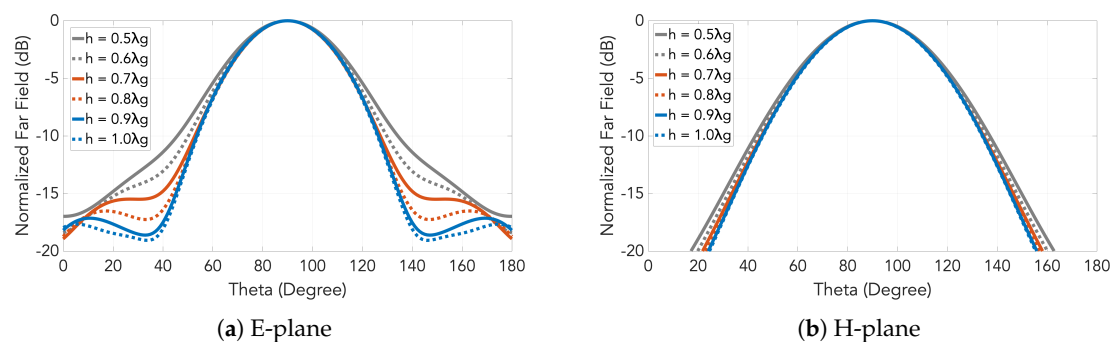 Normalized Far Field (dB)
0
-5
-10
-15
-20
h = 0.5λg
h = 0.6λg
h = 0.7λg
h = 0.8λg
h = 0.9λg
h = 1.0λg
0 20 40 60 80 100 120 140 160 180
Theta (Degree)
(a) E-plane
Normalized Far Field (dB)
0
-5
-10
-15
-20
h = 0.5λg
h = 0.6λg
h = 0.7λg
h = 0.8λg
h = 0.9λg
h = 1.0λg
0 20 40 60 80 100 120 140 160 180
Theta (Degree)
(b) H-plane